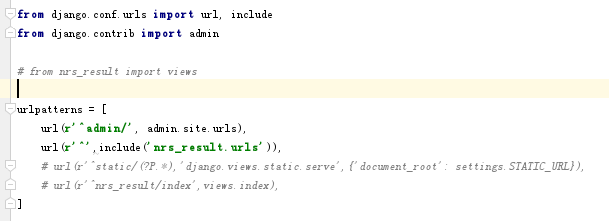 from django.conf.urls import url, include
from django.contrib import admin
# from nrs_result import views
urlpatterns = [
url(r'^admin/', admin.site.urls),
url(r'^',include('nrs_result.urls')),
# url(r'^static/(?P.*),'django.views.static.serve',{'document_root': settings.STATIC_URL}),
# url(r'^nrs_result/index',views.index),
]